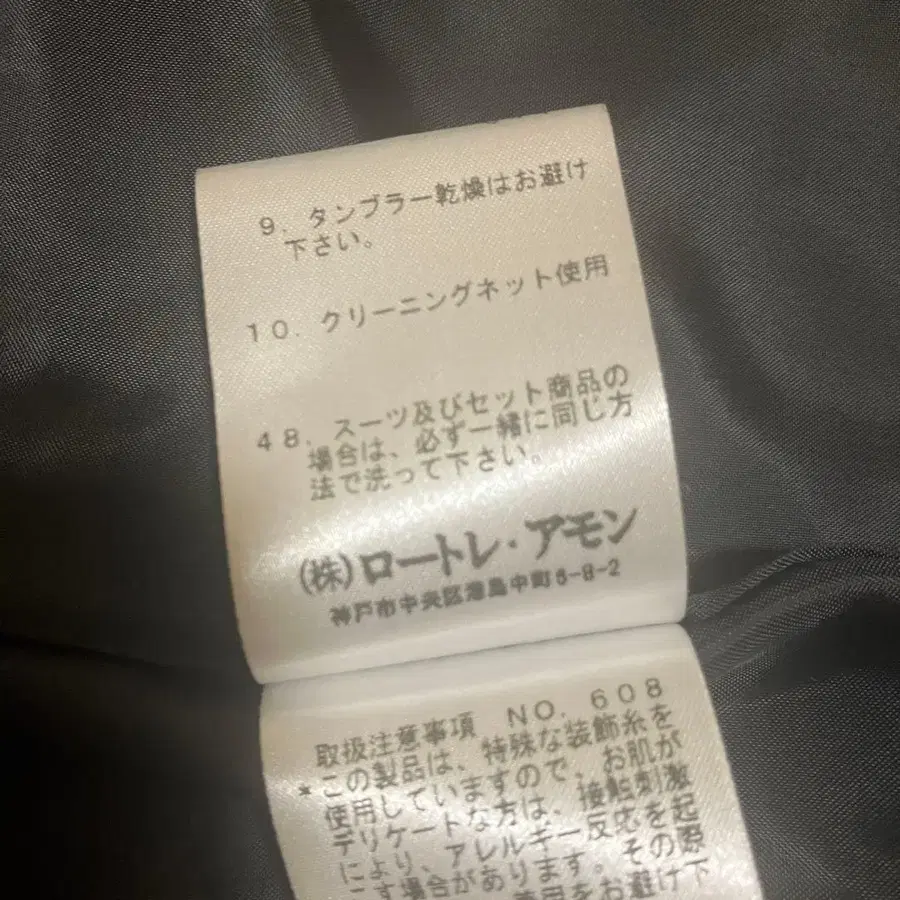 9. タンブラー乾燥はお避け
下さい。
10. クリーニングネット使用
48. スーツ及びセット商品の
場合は、必ず一緒に同じ方
法で洗って下さい。
(株)ロートレ・アモン
神戸市中央区港島中町6-8-2
取扱注意事項 NO. 608
*この製品は、特殊な装飾糸を
使用していますので、お肌が
デリケートな方は、接触刺激
により、アレルギー反応を起
こす場合があります。その際
着用をお避け下